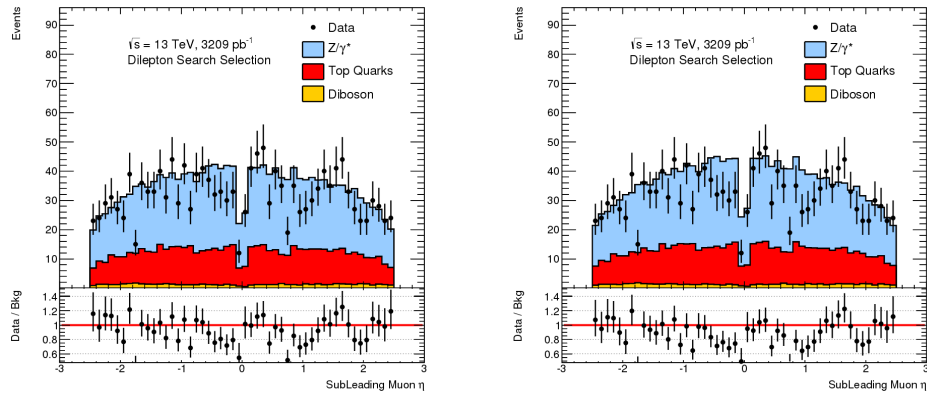 Events
90
80
70
60
50
40
30
20
10
√s = 13 TeV, 3209 pb⁻¹
Dilepton Search Selection
Data
Z/γ*
Top Quarks
Diboson
Data / Bkg
1.4
1.2
1
0.8
0.6
-3 -2 -1 0 1 2 3
SubLeading Muon η
Events
90
80
70
60
50
40
30
20
10
√s = 13 TeV, 3209 pb⁻¹
Dilepton Search Selection
Data
Z/γ*
Top Quarks
Diboson
Data / Bkg
1.4
1.2
1
0.8
0.6
-3 -2 -1 0 1 2 3
SubLeading Muon η